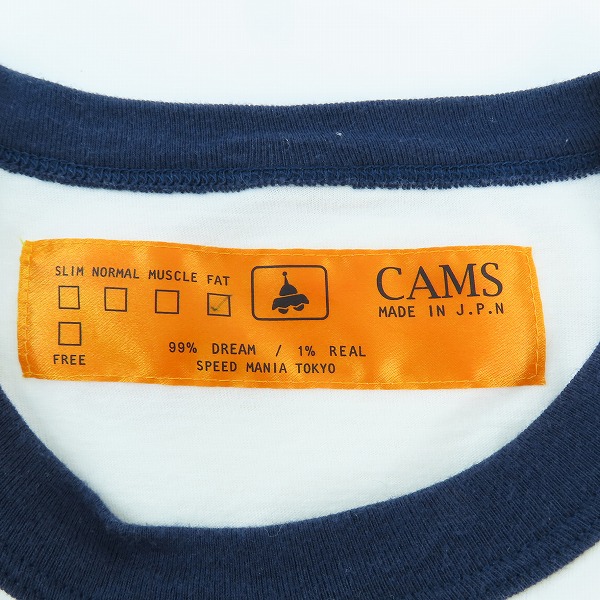 SLIM NORMAL MUSCLE FAT
FREE
99% DREAM / 1% REAL
SPEED MANIA TOKYO
CAMS
MADE IN J.P.N